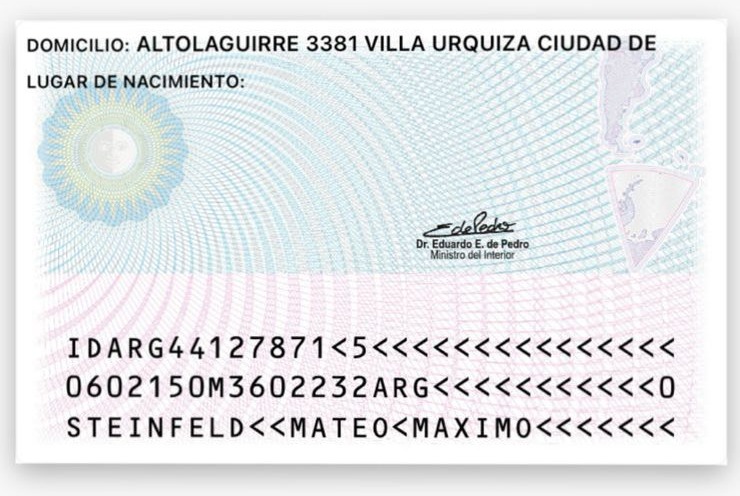 DOMICILIO: ALTOLAGUIRRE 3381 VILLA URQUIZA CIUDAD DE
LUGAR DE NACIMIENTO:
EdePedro
Dr. Eduardo E. de Pedro
Ministro del Interior
IDARG44127871<5<<<<<<<<<<<<<<<
0602150M3602232ARG<<<<<<<<<<<0
STEINFELD<<MATEO<MAXIMO<<<<<<<